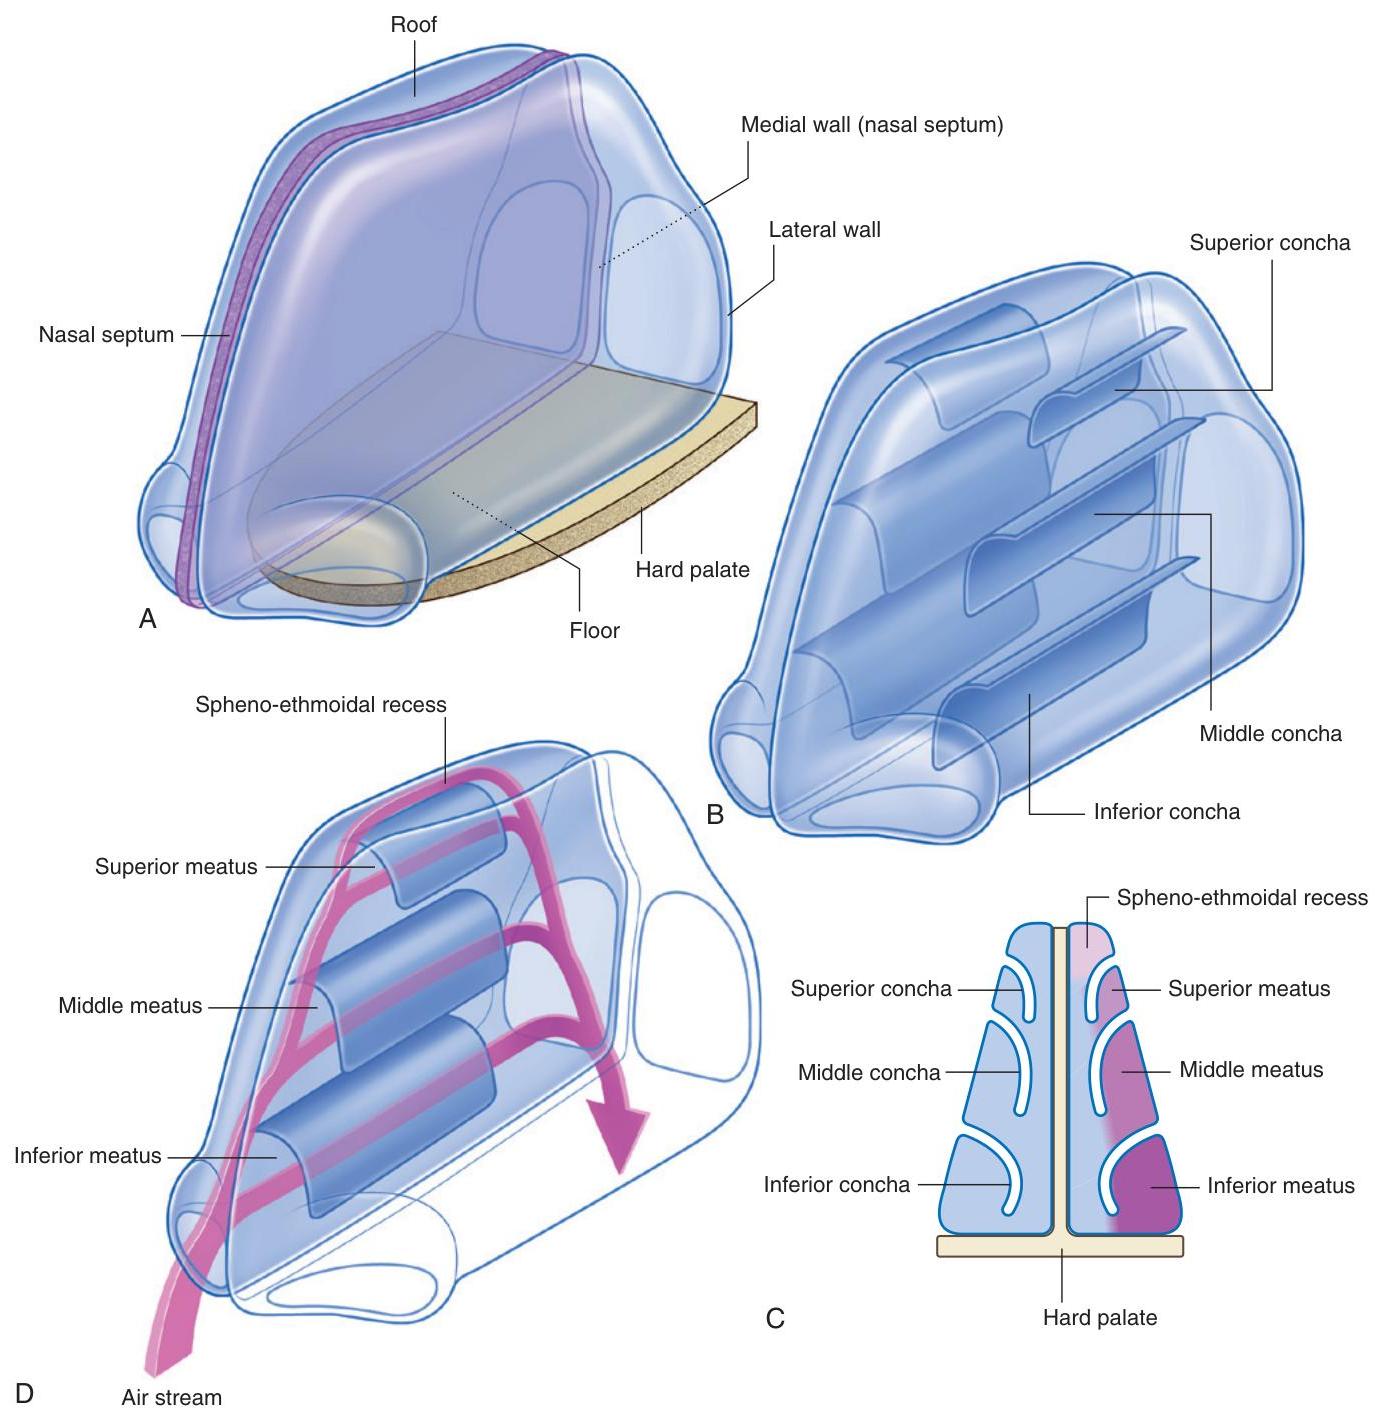 Roof
Medial wall (nasal septum)
Lateral wall
Nasal septum
Hard palate
Floor
A
Superior concha
Middle concha
Inferior concha
B
Spheno-ethmoidal recess
Superior meatus
Middle meatus
Inferior meatus
Air stream
D
Spheno-ethmoidal recess
Superior concha
Superior meatus
Middle concha
Middle meatus
Inferior concha
Inferior meatus
Hard palate
C